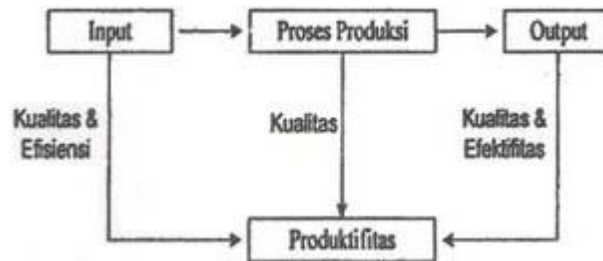 Input
Proses Produksi
Output
Kualitas &
Efisiensi
Kualitas
Kualitas &
Efektifitas
Produktifitas